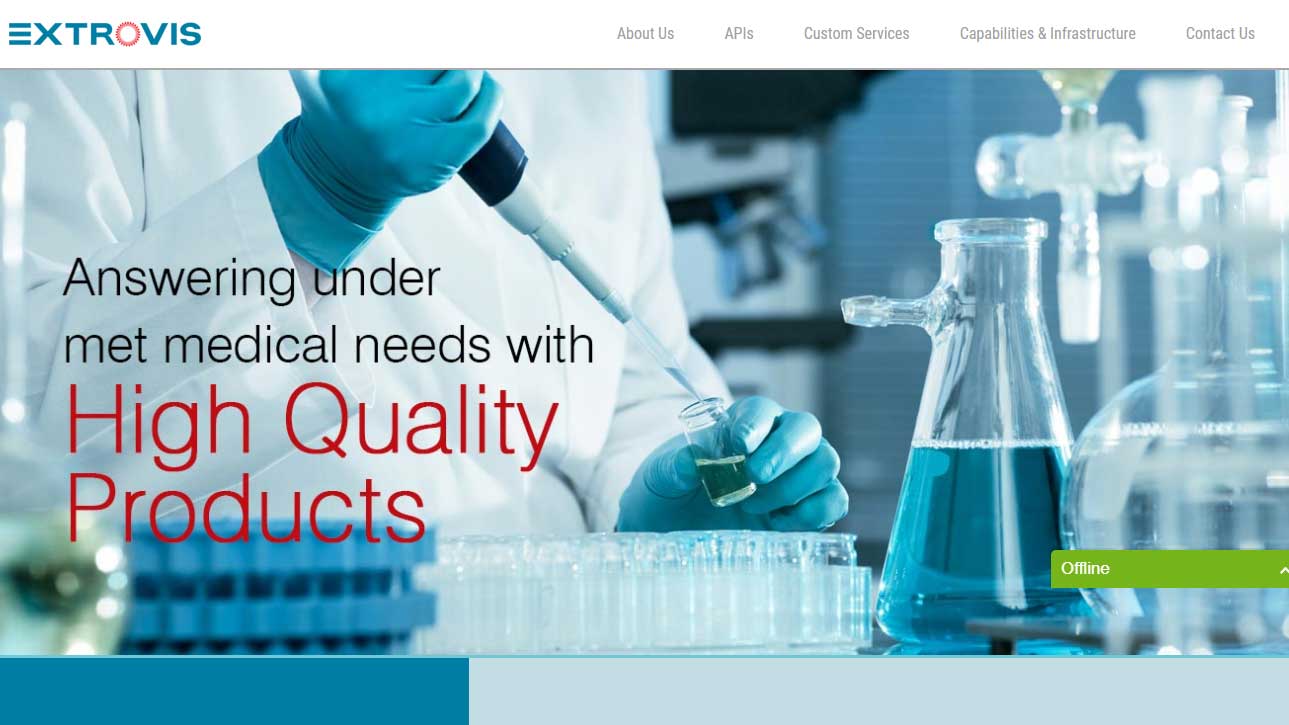 EXTROVIS
About Us
APIs
Custom Services
Capabilities & Infrastructure
Contact Us
Answering under
met medical needs with
High Quality
Products
Offline